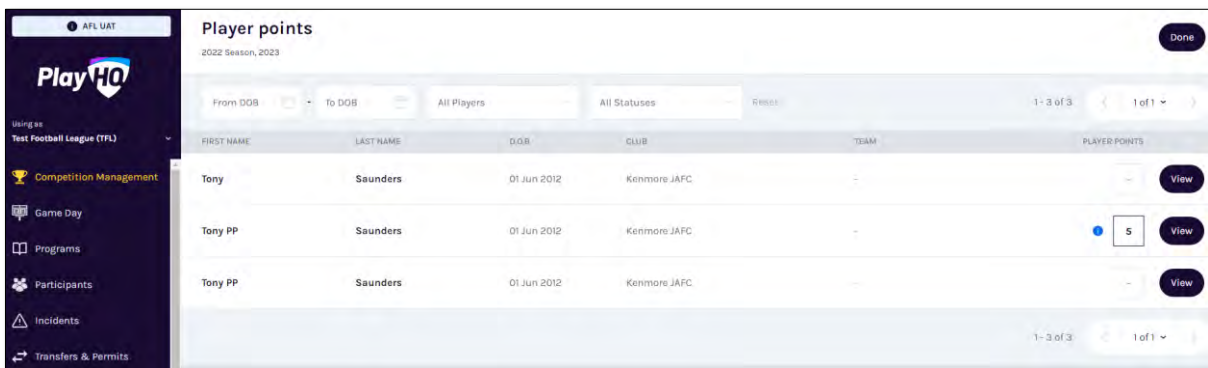 AFL UAT
PlayHQ
Using as
Test Football League (TFL)
Competition Management
Game Day
Programs
Participants
Incidents
Transfers & Permits
Player points
2022 Season, 2023
Done
From DOB - To DOB All Players All Statuses Reset 1 - 3 of 3 1 of 1
FIRST NAME LAST NAME D.O.B CLUB TEAM PLAYER POINTS
Tony Saunders 01 Jun 2012 Kenmore JAFC - - View
Tony PP Saunders 01 Jun 2012 Kenmore JAFC - 5 View
Tony PP Saunders 01 Jun 2012 Kenmore JAFC - - View
1 - 3 of 3 1 of 1